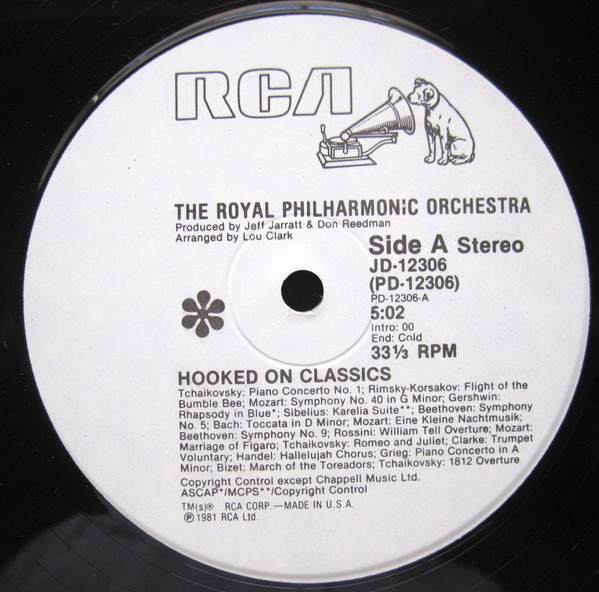 RCA
THE ROYAL PHILHARMONIC ORCHESTRA
Produced by Jeff Jarratt & Don Reedman
Arranged by Lou Clark
Side A Stereo
JD-12306
(PD-12306)
PD-12306-A
5:02
Intro: 00
End: Cold
33⅓ RPM
HOOKED ON CLASSICS
Tchaikovsky: Piano Concerto No. 1; Rimsky-Korsakov: Flight of the
Bumble Bee; Mozart: Symphony No. 40 in G Minor; Gershwin:
Rhapsody in Blue*; Sibelius: Karelia Suite**; Beethoven: Symphony
No. 5; Bach: Toccata in D Minor; Mozart: Eine Kleine Nachtmusik;
Beethoven: Symphony No. 9; Rossini: William Tell Overture; Mozart:
Marriage of Figaro; Tchaikovsky: Romeo and Juliet; Clarke: Trumpet
Voluntary; Handel: Hallelujah Chorus; Grieg: Piano Concerto in A
Minor; Bizet: March of the Toreadors; Tchaikovsky: 1812 Overture
Copyright Control except Chappell Music Ltd.
ASCAP*/MCPS**/Copyright Control
TM(s)® RCA CORP.—MADE IN U.S.A.
℗ 1981 RCA Ltd.